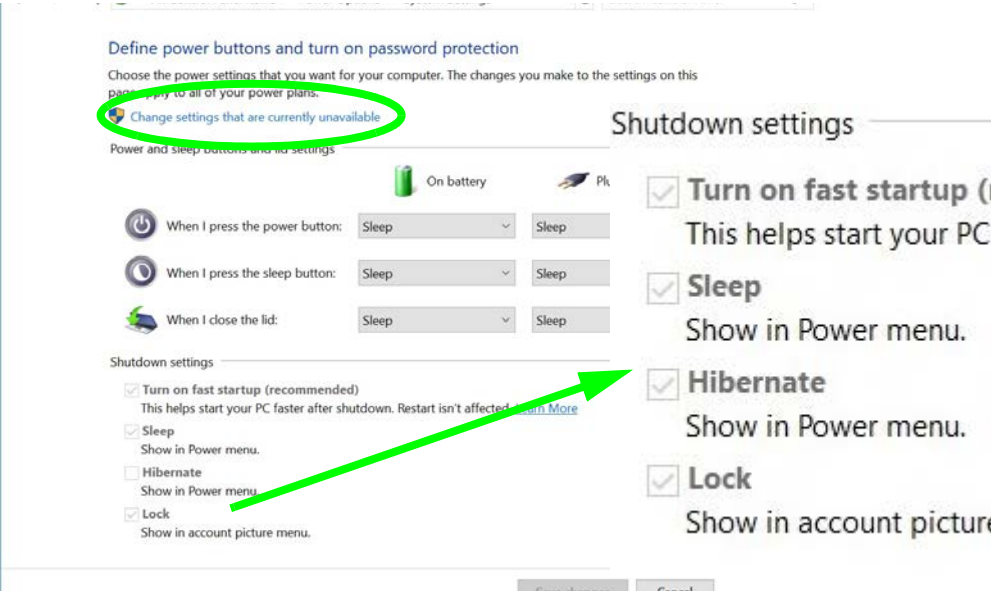 Define power buttons and turn on password protection
Choose the power settings that you want for your computer. The changes you make to the settings on this
page apply to all of your power plans.
Change settings that are currently unavailable
Power and sleep buttons and lid settings
On battery
When I press the power button: Sleep Sleep
When I press the sleep button: Sleep Sleep
When I close the lid: Sleep Sleep
Shutdown settings
Turn on fast startup (recommended)
This helps start your PC faster after shutdown. Restart isn't affected. Learn More
Sleep
Show in Power menu.
Hibernate
Show in Power menu.
Lock
Show in account picture menu.
Shutdown settings
Turn on fast startup (
This helps start your PC
Sleep
Show in Power menu.
Hibernate
Show in Power menu.
Lock
Show in account picture